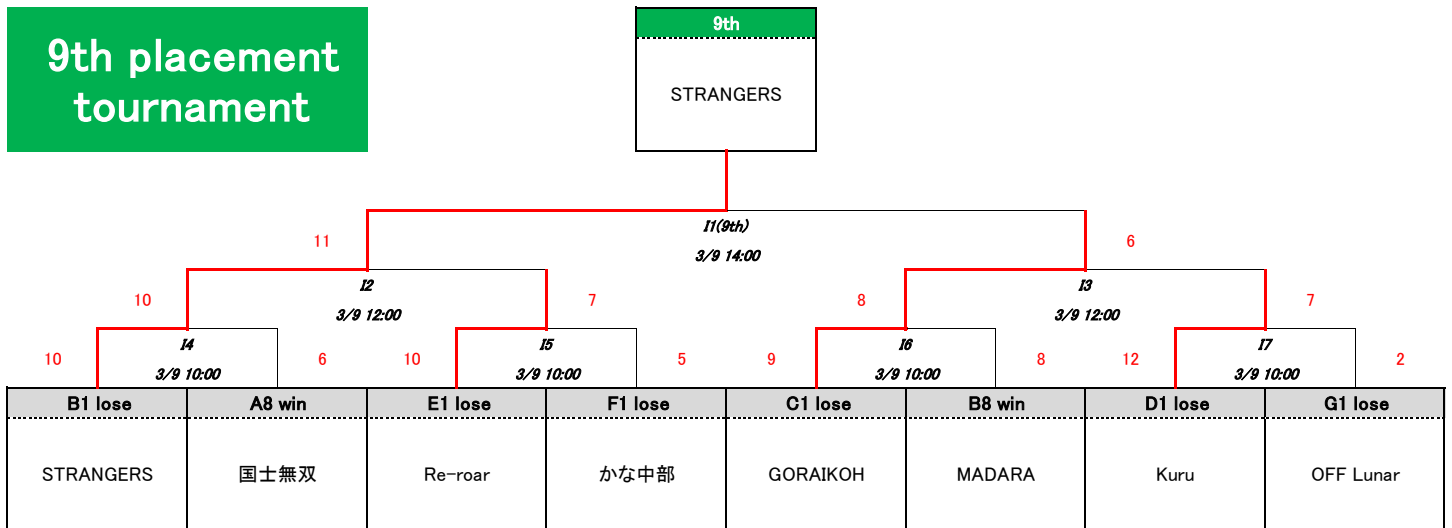 9th placement
tournament
9th
STRANGERS
I1(9th)
11
6
3/9 14:00
I2
I3
10
7
8
7
3/9 12:00
3/9 12:00
I4
I5
I6
I7
10
6
10
5
9
8
12
2
3/9 10:00
3/9 10:00
3/9 10:00
3/9 10:00
B1 lose
A8 win
E1 lose
F1 lose
C1 lose
B8 win
D1 lose
G1 lose
STRANGERS
国士無双
Re-roar
かな中部
GORAIKOH
MADARA
Kuru
OFF Lunar